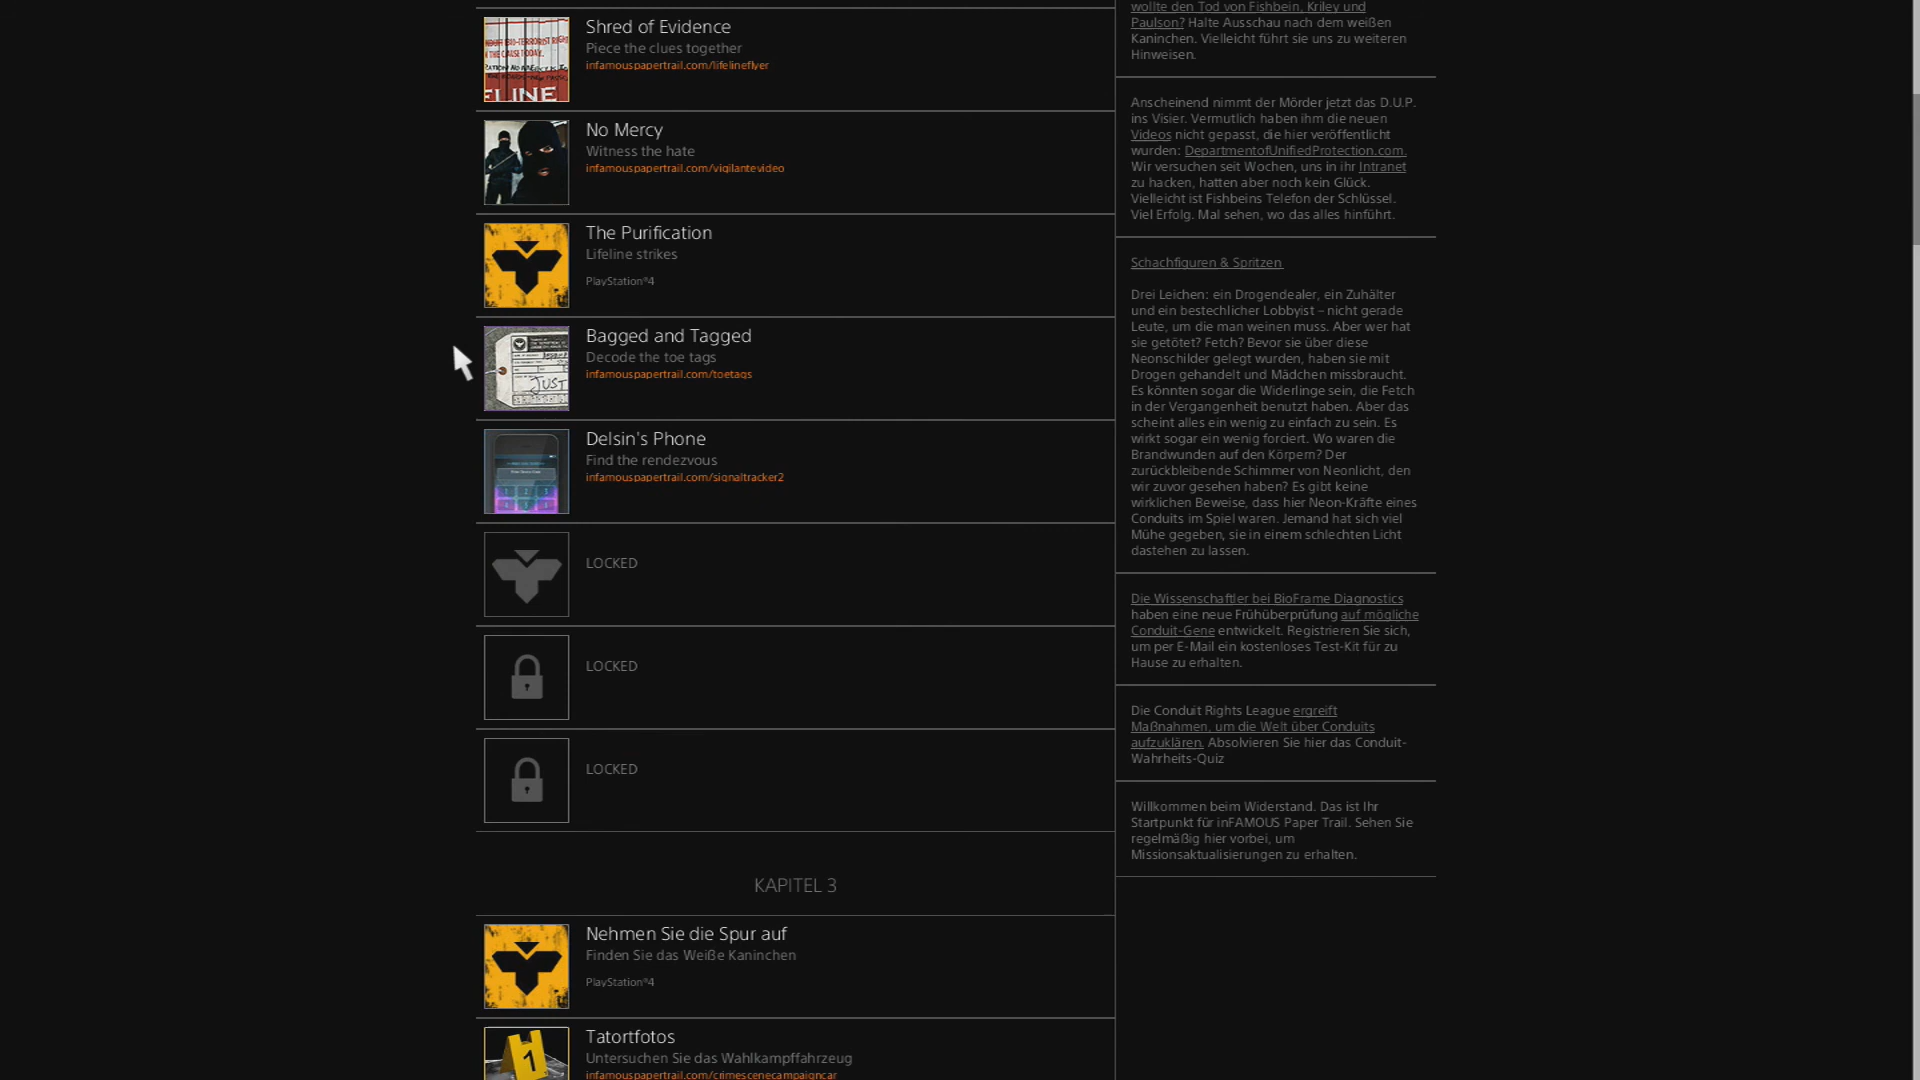 Shred of Evidence
Piece the clues together
infamouspapertrail.com/lifelineflyer
No Mercy
Witness the hate
infamouspapertrail.com/vigilantevideo
The Purification
Lifeline strikes
PlayStation®4
Bagged and Tagged
Decode the toe tags
infamouspapertrail.com/toetags
JUST
Delsin's Phone
Find the rendezvous
infamouspapertrail.com/signaltracker2
LOCKED
LOCKED
LOCKED
KAPITEL 3
Nehmen Sie die Spur auf
Finden Sie das Weiße Kaninchen
PlayStation®4
Tatortfotos
Untersuchen Sie das Wahlkampffahrzeug
infamouspapertrail.com/crimescenecampaigncar
1
wollte den Tod von Fishbein, Kriley und
Paulson? Halte Ausschau nach dem weißen
Kaninchen. Vielleicht führt sie uns zu weiteren
Hinweisen.
Anscheinend nimmt der Mörder jetzt das D.U.P.
ins Visier. Vermutlich haben ihm die neuen
Videos nicht gepasst, die hier veröffentlicht
wurden: DepartmentofUnifiedProtection.com.
Wir versuchen seit Wochen, uns in ihr Intranet
zu hacken, hatten aber noch kein Glück.
Vielleicht ist Fishbeins Telefon der Schlüssel.
Viel Erfolg. Mal sehen, wo das alles hinführt.
Schachfiguren & Spritzen
Drei Leichen: ein Drogendealer, ein Zuhälter
und ein bestechlicher Lobbyist – nicht gerade
Leute, um die man weinen muss. Aber wer hat
sie getötet? Fetch? Bevor sie über diese
Neonschilder gelegt wurden, haben sie mit
Drogen gehandelt und Mädchen missbraucht.
Es könnten sogar die Widerlinge sein, die Fetch
in der Vergangenheit benutzt haben. Aber das
scheint alles ein wenig zu einfach zu sein. Es
wirkt sogar ein wenig forciert. Wo waren die
Brandwunden auf den Körpern? Der
zurückbleibende Schimmer von Neonlicht, den
wir zuvor gesehen haben? Es gibt keine
wirklichen Beweise, dass hier Neon-Kräfte eines
Conduits im Spiel waren. Jemand hat sich viel
Mühe gegeben, sie in einem schlechten Licht
dastehen zu lassen.
Die Wissenschaftler bei BioFrame Diagnostics
haben eine neue Frühüberprüfung auf mögliche
Conduit-Gene entwickelt. Registrieren Sie sich,
um per E-Mail ein kostenloses Test-Kit für zu
Hause zu erhalten.
Die Conduit Rights League ergreift
Maßnahmen, um die Welt über Conduits
aufzuklären. Absolvieren Sie hier das Conduit-
Wahrheits-Quiz
Willkommen beim Widerstand. Das ist Ihr
Startpunkt für inFAMOUS Paper Trail. Sehen Sie
regelmäßig hier vorbei, um
Missionsaktualisierungen zu erhalten.